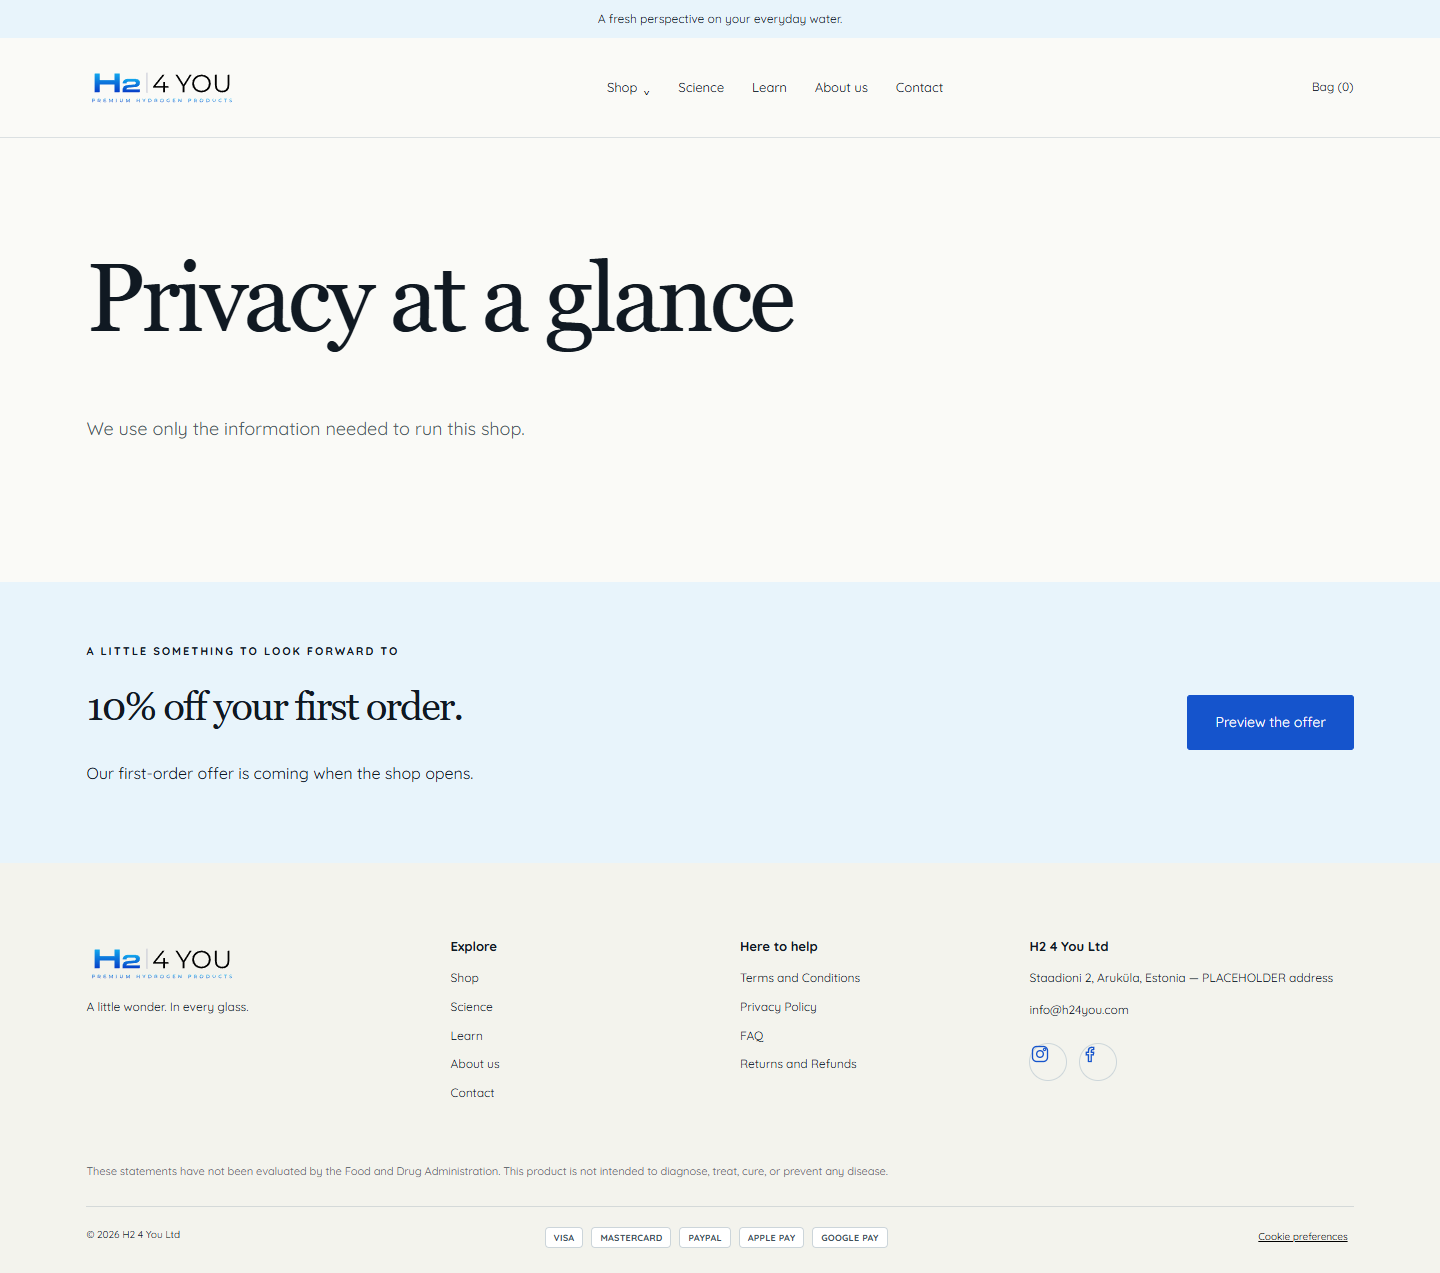 A fresh perspective on your everyday water.
H2 | 4 YOU
PREMIUM HYDROGEN PRODUCTS
Shop
Science
Learn
About us
Contact
Bag (0)
Privacy at a glance
We use only the information needed to run this shop.
A LITTLE SOMETHING TO LOOK FORWARD TO
10% off your first order.
Our first-order offer is coming when the shop opens.
Preview the offer
H2 | 4 YOU
PREMIUM HYDROGEN PRODUCTS
A little wonder. In every glass.
Explore
Shop
Science
Learn
About us
Contact
Here to help
Terms and Conditions
Privacy Policy
FAQ
Returns and Refunds
H2 4 You Ltd
Staadioni 2, Aruküla, Estonia — PLACEHOLDER address
info@h24you.com
These statements have not been evaluated by the Food and Drug Administration. This product is not intended to diagnose, treat, cure, or prevent any disease.
© 2026 H2 4 You Ltd
VISA
MASTERCARD
PAYPAL
APPLE PAY
GOOGLE PAY
Cookie preferences